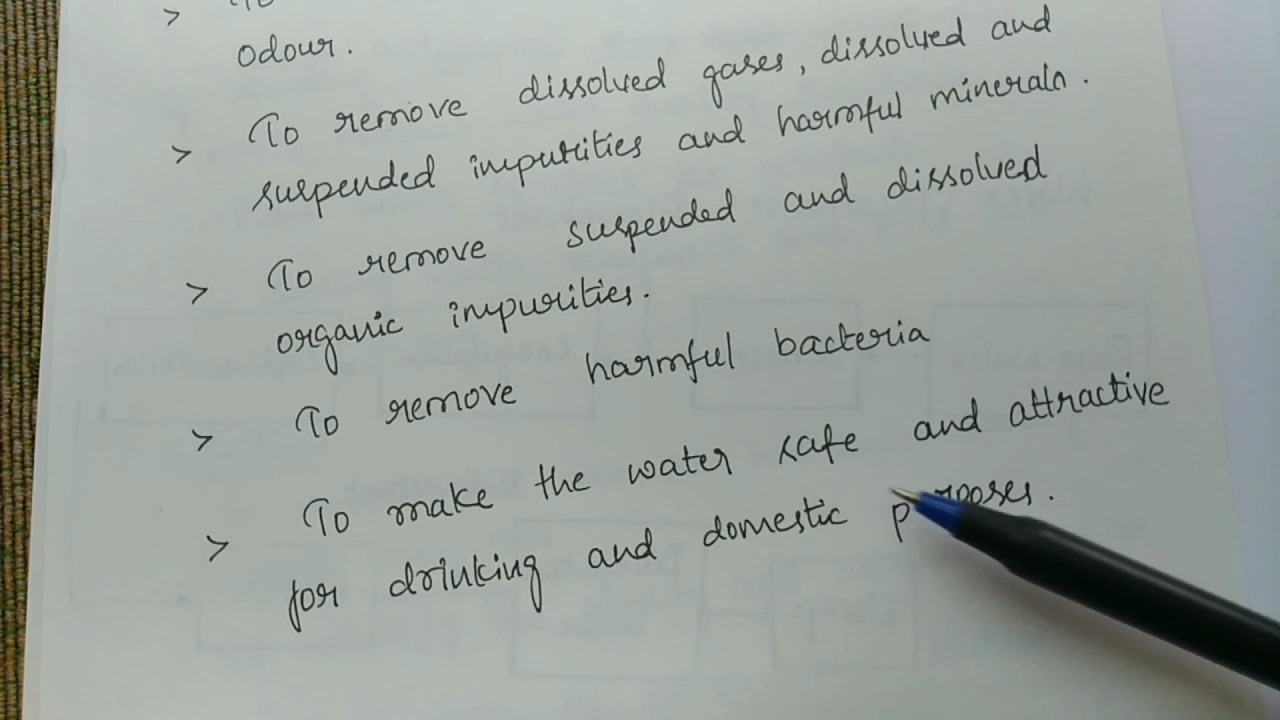 >
odour.
> To remove dissolved gases, dissolved and
suspended impurities and harmful minerals.
> To remove suspended and dissolved
organic impurities.
> To remove harmful bacteria
> To make the water safe and attractive
for drinking and domestic purposes.